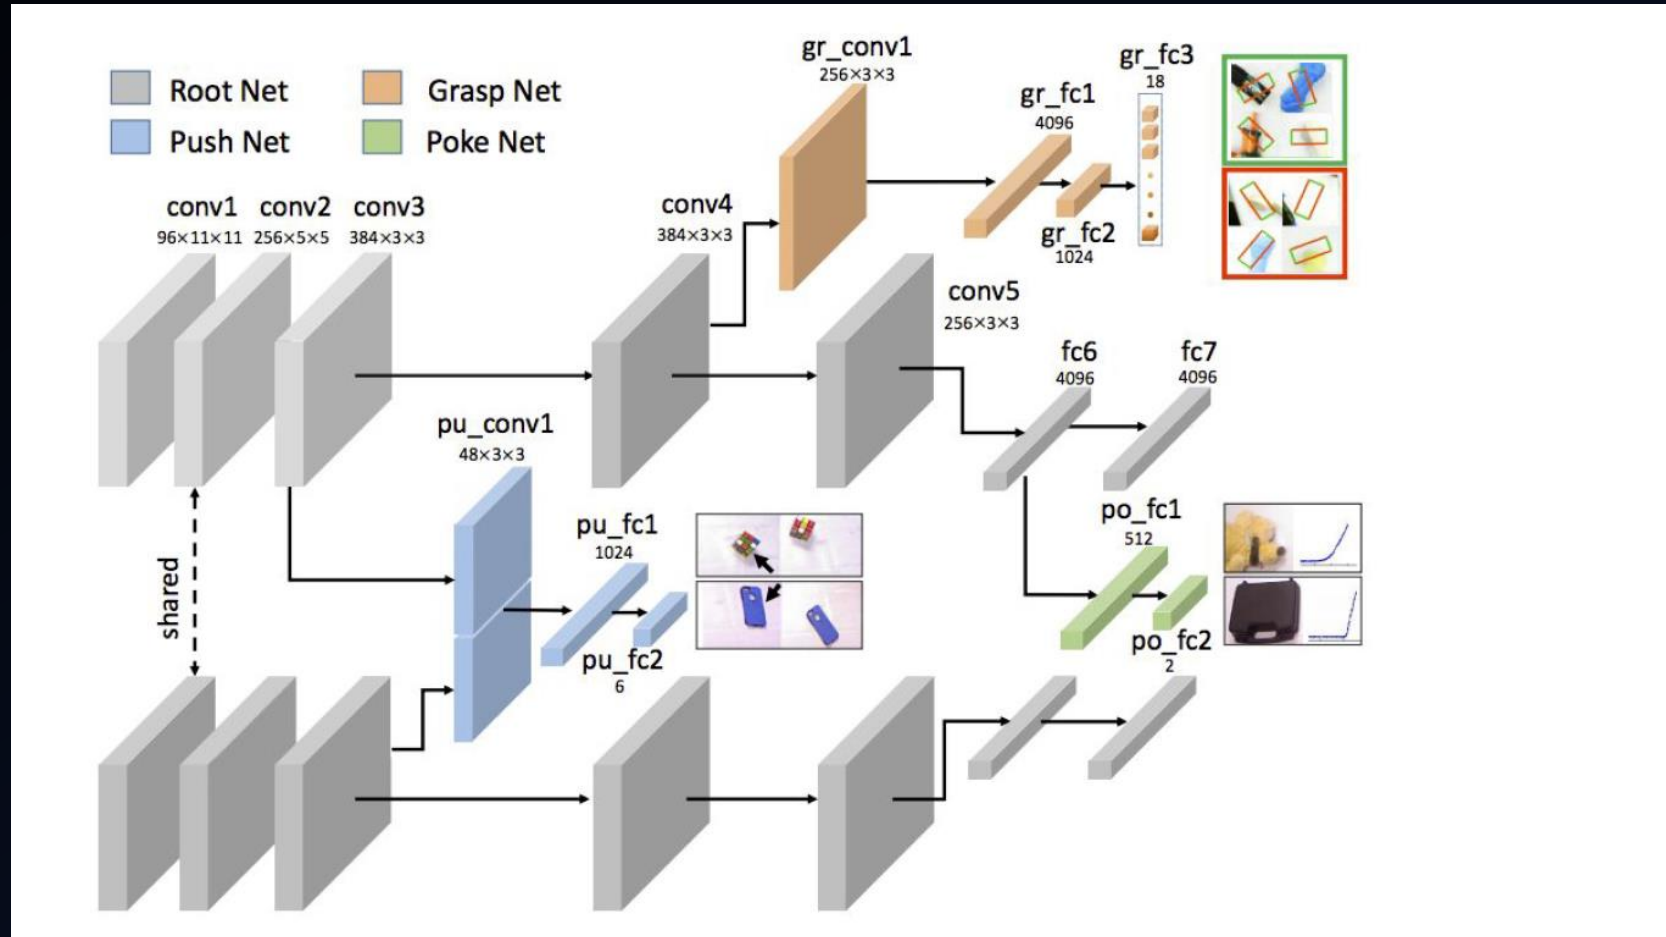 Root Net
Grasp Net
Push Net
Poke Net
gr_conv1
256×3×3
gr_fc3
18
gr_fc1
4096
gr_fc2
1024
conv1
96×11×11
conv2
256×5×5
conv3
384×3×3
conv4
384×3×3
conv5
256×3×3
fc6
4096
fc7
4096
pu_conv1
48×3×3
pu_fc1
1024
pu_fc2
6
po_fc1
512
po_fc2
2
shared